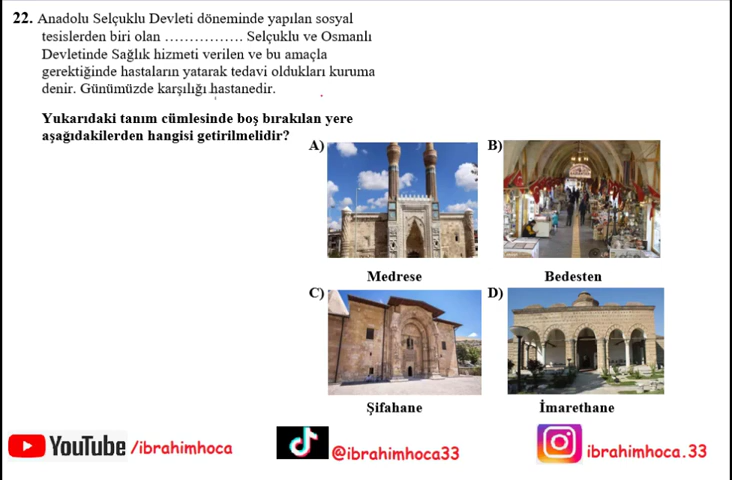 22. Anadolu Selçuklu Devleti döneminde yapılan sosyal
tesislerden biri olan ................ Selçuklu ve Osmanlı
Devletinde Sağlık hizmeti verilen ve bu amaçla
gerektiğinde hastaların yatarak tedavi oldukları kuruma
denir. Günümüzde karşılığı hastanedir.
Yukarıdaki tanım cümlesinde boş bırakılan yere
aşağıdakilerden hangisi getirilmelidir?
A)
B)
Medrese
Bedesten
C)
D)
Şifahane
İmarethane
YouTube /ibrahimhoca
@ibrahimhoca33
ibrahimhoca.33